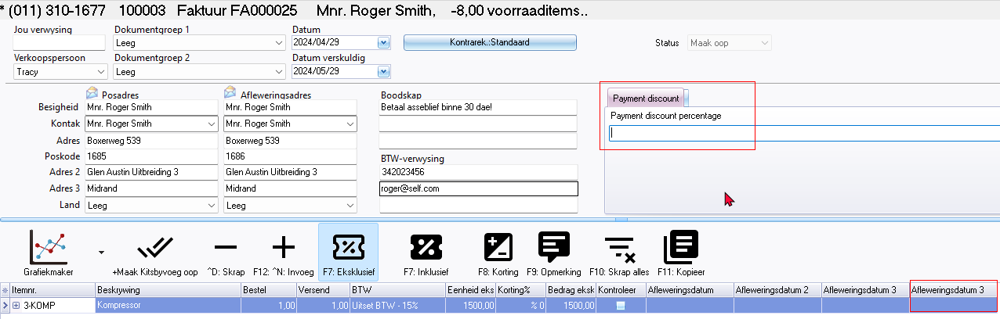 * (011) 310-1677 100003 Faktuur FA000025 Mnr. Roger Smith, -8,00 voorraaditems..
Jou verwysing Dokumentgroep 1 Datum
Leeg 2024/04/29 Kontrarek.:Standaard Status Maak oop
Verkoopspersoon Dokumentgroep 2 Datum verskuldig
Tracy Leeg 2024/05/29
Posadres Afleweringsadres Boodskap Payment discount
Besigheid Mnr. Roger Smith Mnr. Roger Smith Betaal asseblief binne 30 dae!
Payment discount percentage
Kontak Mnr. Roger Smith Mnr. Roger Smith
Adres Boxerweg 539 Boxerweg 539
Poskode 1685 1686
BTW-verwysing
Adres 2 Glen Austin Uitbreiding 3 Glen Austin Uitbreiding 3 342023456
Adres 3 Midrand Midrand roger@self.com
Land Leeg Leeg
Grafiekmaker +Maak Kitsbyvoeg oop ^D: Skrap F12: ^N: Invoeg F7: Eksklusief F7: Inklusief F8: Korting F9: Opmerking F10: Skrap alles F11: Kopieer
Itemnr. Beskrywing Bestel Versend BTW Eenheid eks Korting% Bedrag eksk Kontroleer Afleweringsdatum Afleweringsdatum 2 Afleweringsdatum 3 Afleweringsdatum 3
3-KOMP Kompressor 1,00 1,00 Uitset BTW - 15% 1500,00 % 0 1500,00